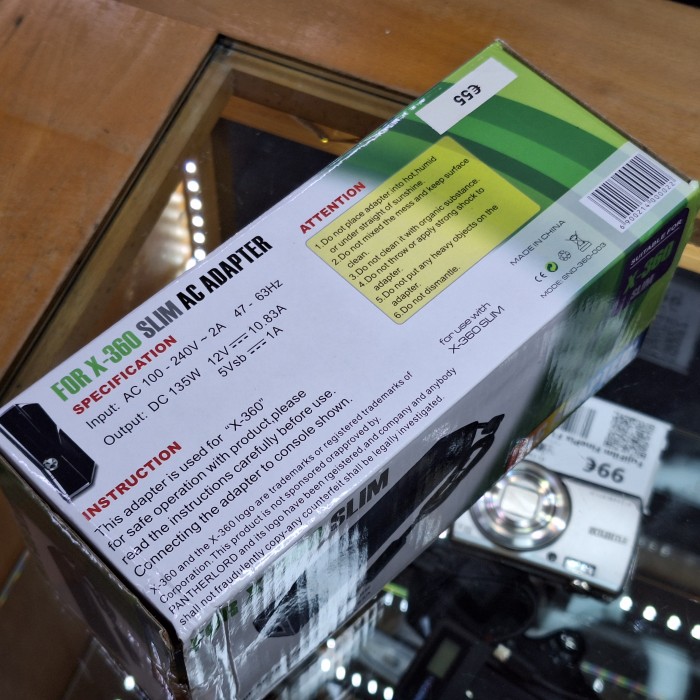 €55
FOR X-360 SLIM AC ADAPTER
SPECIFICATION
Input: AC 100 - 240V ~ 2A 47 - 63Hz
Output: DC 135W 12V 10.83A
5Vsb 1A
INSTRUCTION
This adapter is used for "X-360"
for safe operation with product,please
read the instructions carefully before use.
Connecting the adapter to console shown.
X-360 and the X-360 logo are trademarks or registered trademarks of
Corporation.This product is not sponsored orapproved by.
PANTHERLORD and its logo have been rgeistered,and company and anybody
shall not fraudulently copy-any counterfeit shall be legally investigated.
ATTENTION
1.Do not place adapter into hot,humid
or under straight of sunshine.
2.Do not mixed the mess and keep surface
clean.
3.Do not clean it with organic substance.
4.Do not throw or apply strong shock to
adapter.
5.Do not put any heavy objects on the
adapter.
6.Do not dismantle.
for use with
X-360 SLIM
MADE IN CHINA
CE
MODE SND-360-003
SUITABLE FOR
X-360
SLIM
SLIM
99€